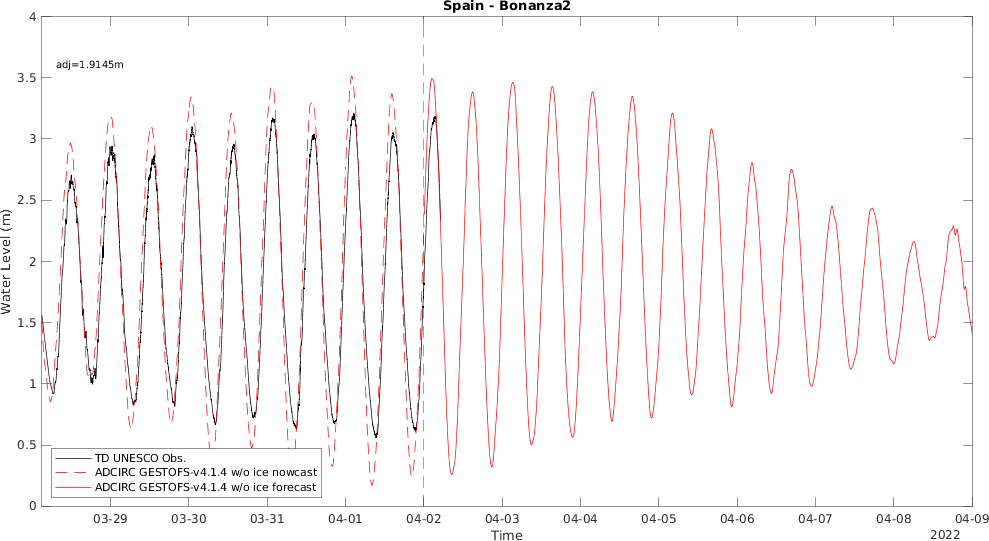 Spain - Bonanza2
4
3.5
3
2.5
2
1.5
1
0.5
0
Water Level (m)
adj=1.9145m
TD UNESCO Obs.
ADCIRC GESTOFS-v4.1.4 w/o ice nowcast
ADCIRC GESTOFS-v4.1.4 w/o ice forecast
03-29 03-30 03-31 04-01 04-02 04-03 04-04 04-05 04-06 04-07 04-08 04-09
Time
2022